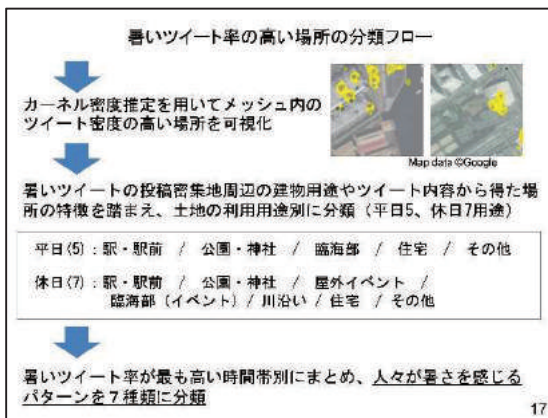 暑いツイート率の高い場所の分類フロー
カーネル密度推定を用いてメッシュ内の
ツイート密度の高い場所を可視化
Map data ©Google
暑いツイートの投稿密集地周辺の建物用途やツイート内容から得た場
所の特徴を踏まえ、土地の利用用途別に分類（平日5、休日7用途）
平日(5)：駅・駅前 / 公園・神社 / 臨海部 / 住宅 / その他
休日(7)：駅・駅前 / 公園・神社 / 屋外イベント /
臨海部（イベント）/ 川沿い / 住宅 / その他
暑いツイート率が最も高い時間帯別にまとめ、人々が暑さを感じる
パターンを７種類に分類
17